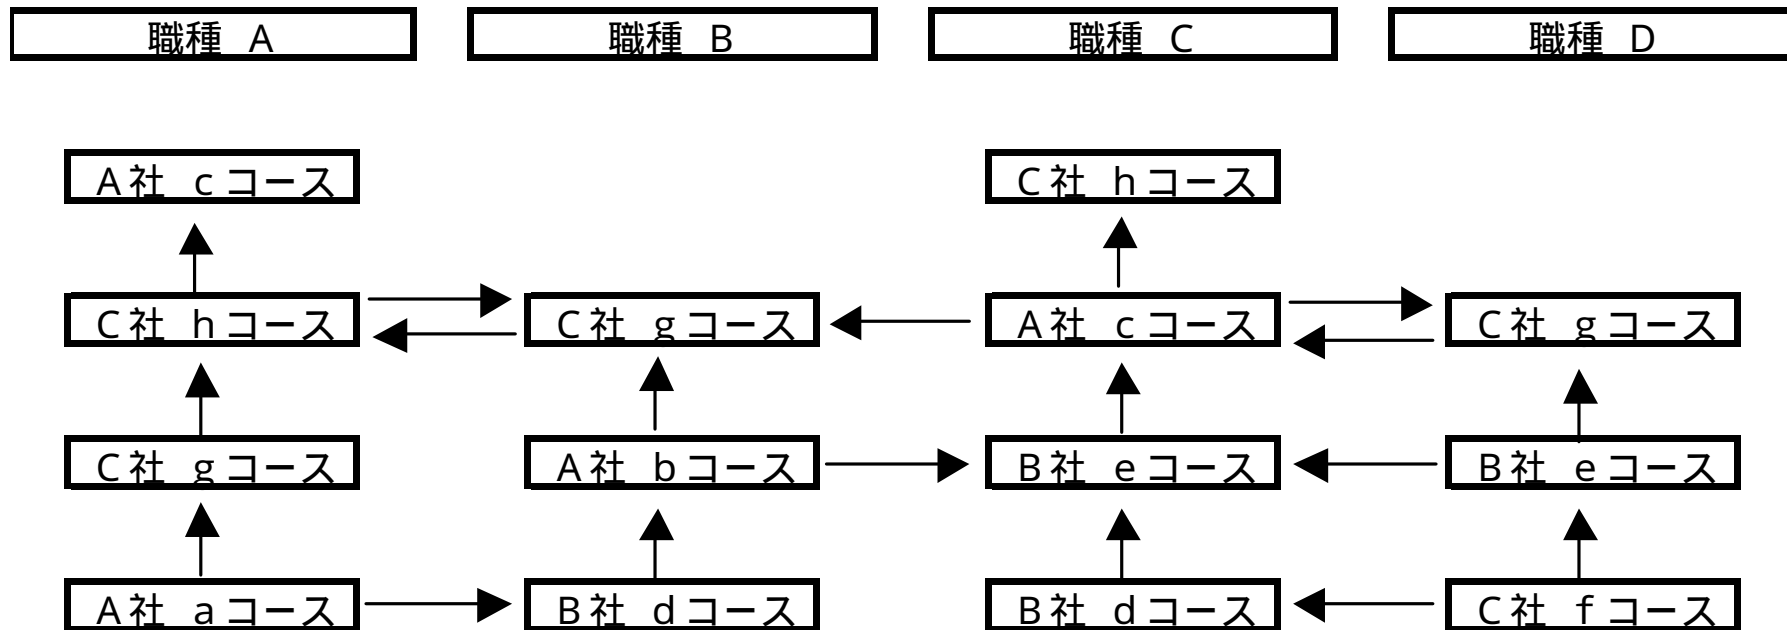 職種 A 職種 B 職種 C 職種 D
A社 cコース C社 hコース
C社 hコース C社 gコース A社 cコース C社 gコース
C社 gコース A社 bコース B社 eコース B社 eコース
A社 aコース B社 dコース B社 dコース C社 fコース